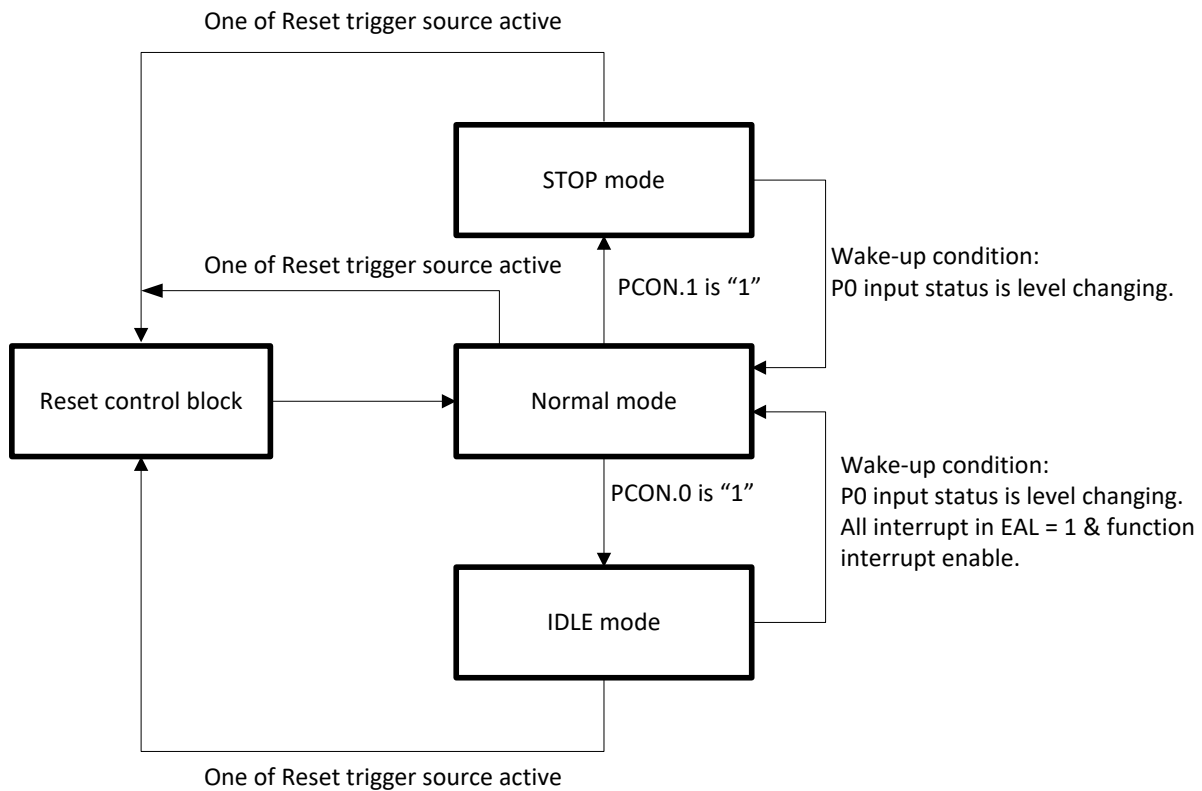 One of Reset trigger source active
STOP mode
Wake-up condition:
P0 input status is level changing.
One of Reset trigger source active
PCON.1 is “1”
Reset control block
Normal mode
Wake-up condition:
P0 input status is level changing.
All interrupt in EAL = 1 & function
interrupt enable.
PCON.0 is “1”
IDLE mode
One of Reset trigger source active